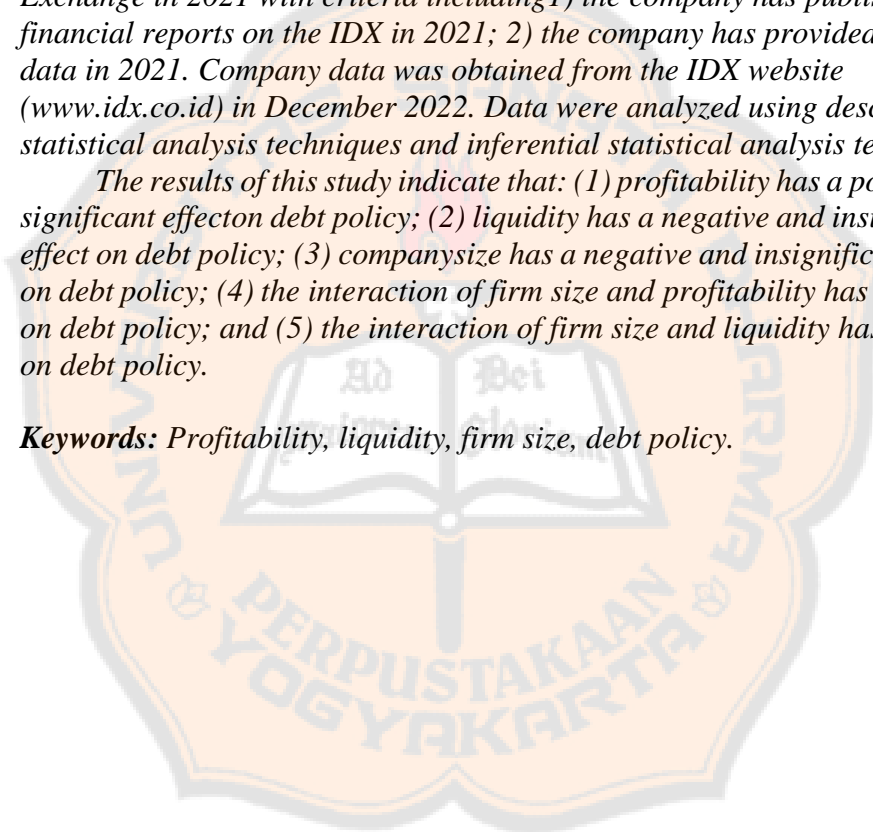 Exchange in 2021 with criteria including1) the company has publi
financial reports on the IDX in 2021; 2) the company has provided
data in 2021. Company data was obtained from the IDX website
(www.idx.co.id) in December 2022. Data were analyzed using desc
statistical analysis techniques and inferential statistical analysis te
The results of this study indicate that: (1) profitability has a po
significant effecton debt policy; (2) liquidity has a negative and insi
effect on debt policy; (3) companysize has a negative and insignific
on debt policy; (4) the interaction of firm size and profitability has
on debt policy; and (5) the interaction of firm size and liquidity has
on debt policy.
Keywords: Profitability, liquidity, firm size, debt policy.
UNIVERSITAS SANATA DHARMA
Ad Dei
PERPUSTAKAAN
YOGYAKARTA